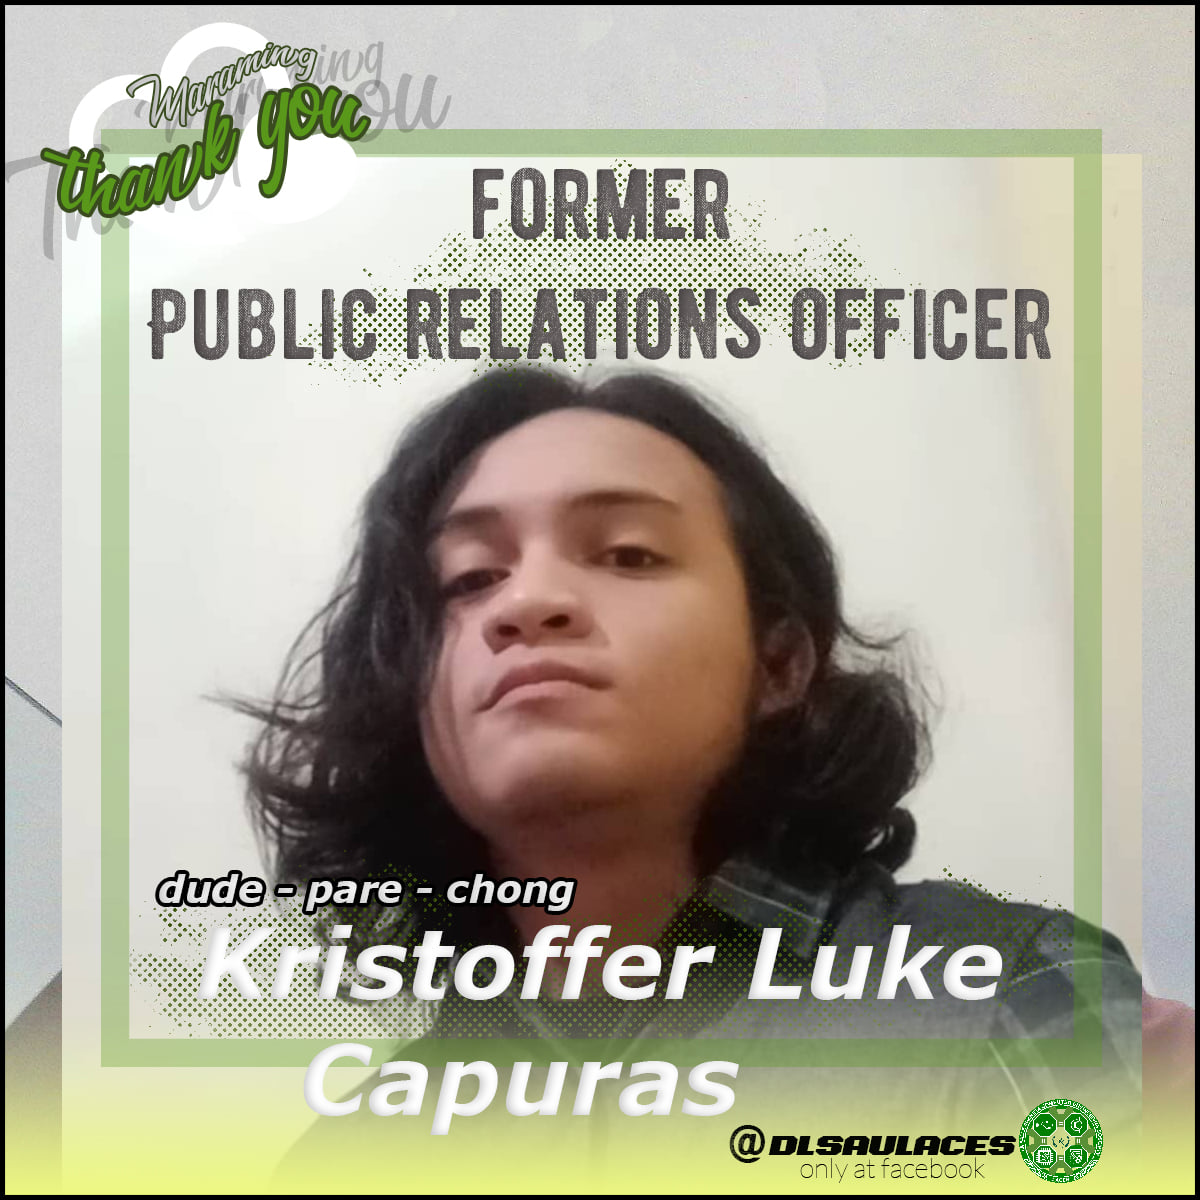 Maraming
thank you
FORMER
PUBLIC RELATIONS OFFICER
dude - pare - chong
Kristoffer Luke
Capuras
@DLSAULACES
only at facebook